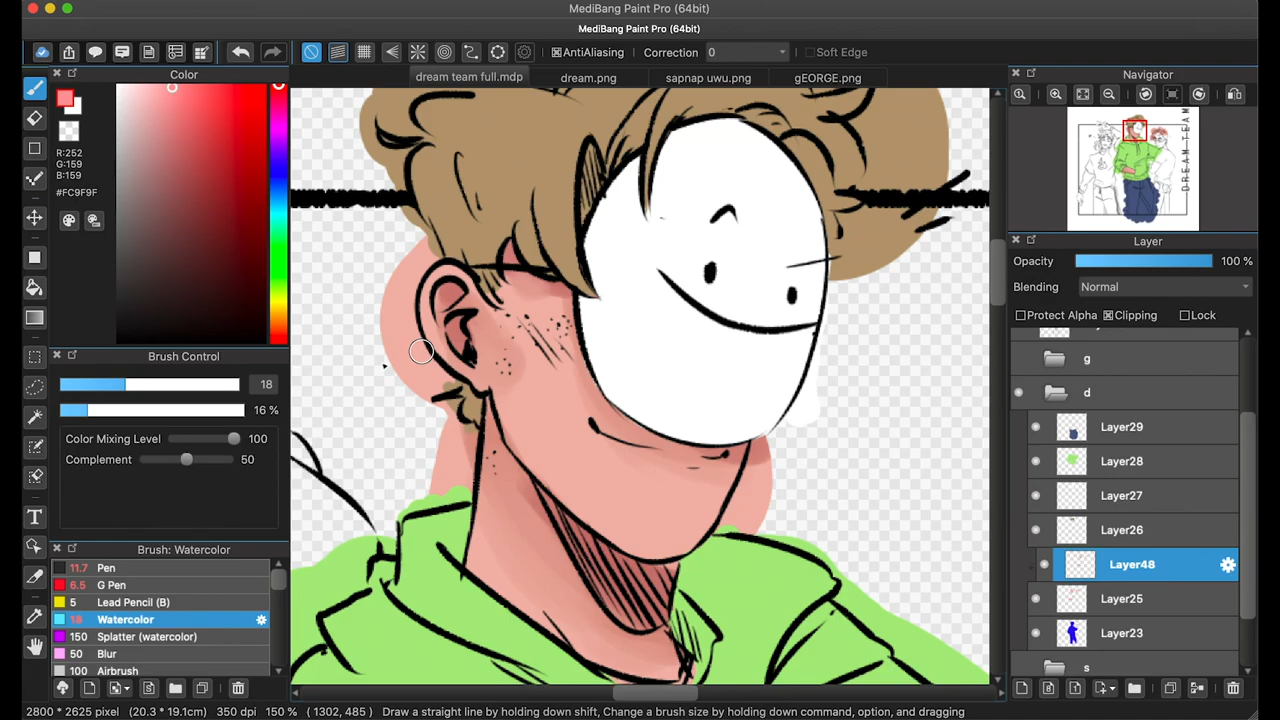 MediBang Paint Pro (64bit)
MediBang Paint Pro (64bit)
AntiAliasing
Correction
0
Soft Edge
Color
dream team full.mdp
dream.png
sapnap uwu.png
gEORGE.png
Navigator
R:252
G:159
B:159
#FC9F9F
DREAM TEAM
Layer
Opacity
100 %
Blending
Normal
Protect Alpha
Clipping
Lock
Brush Control
18
16 %
Color Mixing Level
100
Complement
50
g
d
Layer29
Layer28
Layer27
Layer26
Layer48
Layer25
Layer23
s
T
Brush: Watercolor
11.7 Pen
6.5 G Pen
5 Lead Pencil (B)
18 Watercolor
150 Splatter (watercolor)
50 Blur
100 Airbrush
2800 * 2625 pixel (20.3 * 19.1cm) 350 dpi 150 % ( 1302, 485 ) Draw a straight line by holding down shift, Change a brush size by holding down command, option, and dragging